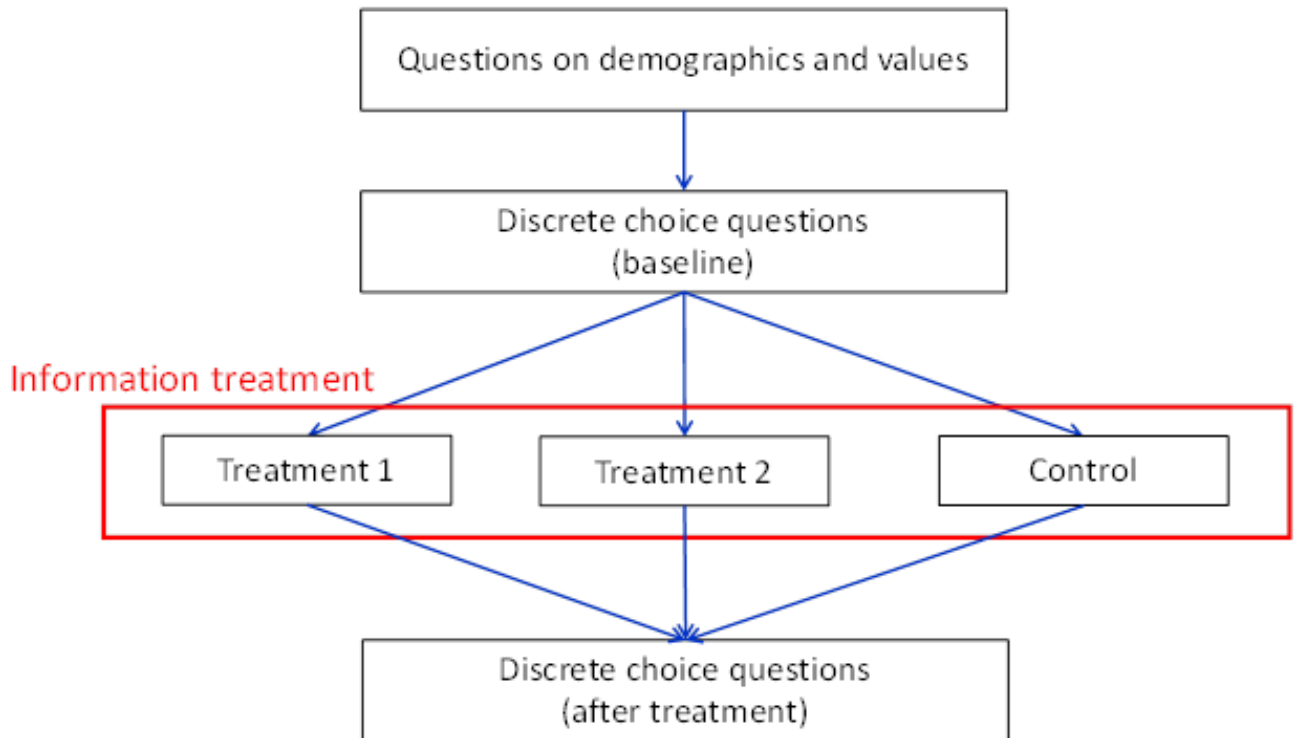 Questions on demographics and values
Discrete choice questions
(baseline)
Information treatment
Treatment 1
Treatment 2
Control
Discrete choice questions
(after treatment)